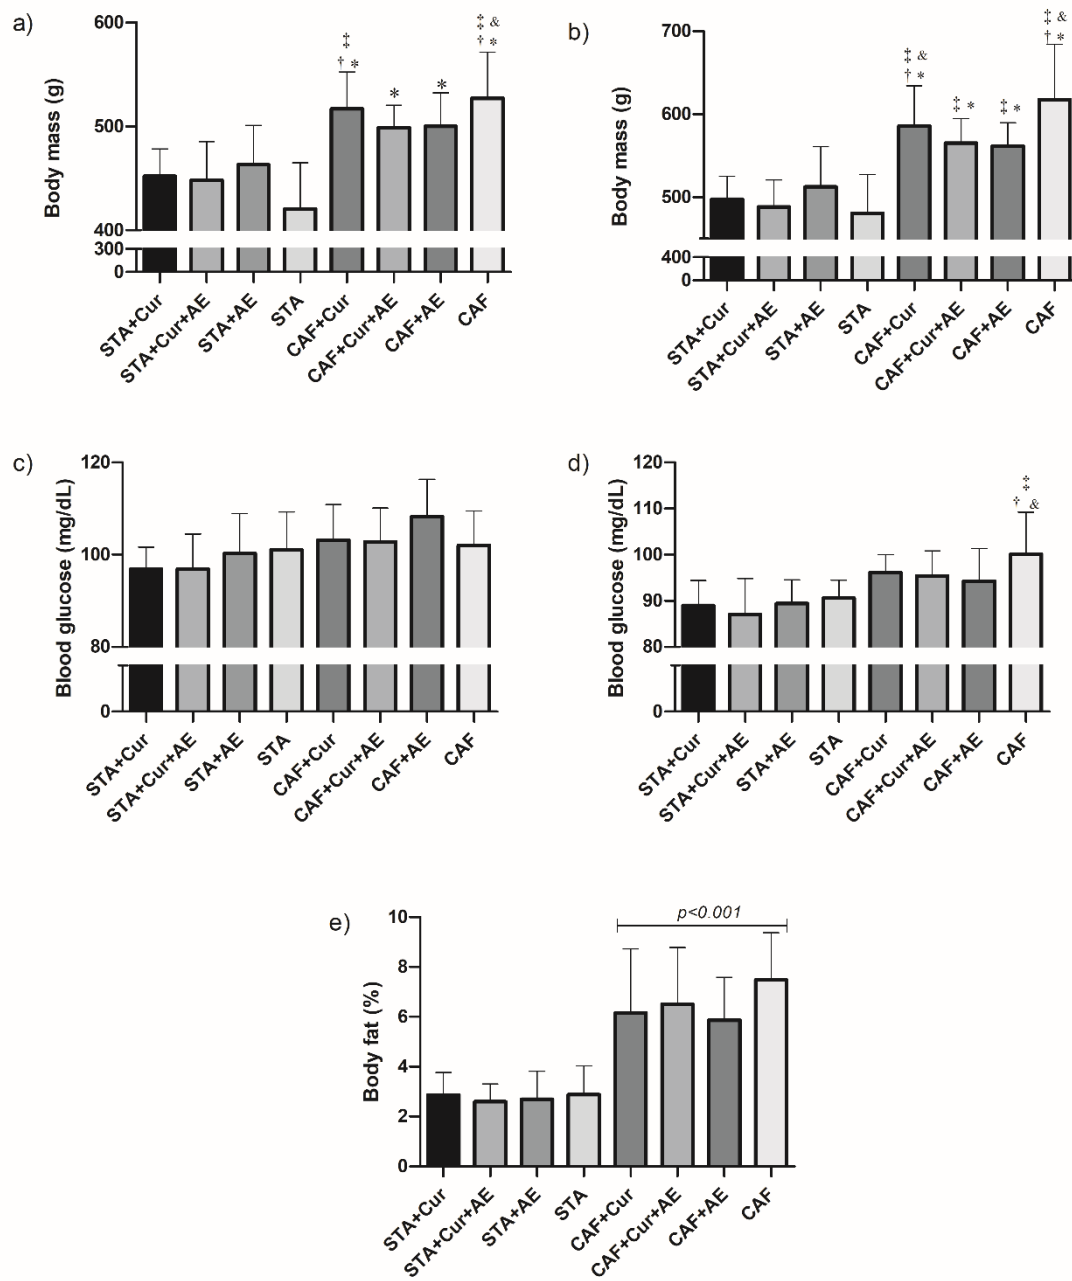 a)
Body mass (g)
600
500
400
300
0
‡
† *
*
*
‡ &
† *
STA+Cur
STA+Cur+AE
STA+AE
STA
CAF+Cur
CAF+Cur+AE
CAF+AE
CAF
b)
Body mass (g)
700
600
500
400
0
‡ &
† *
‡ *
‡ *
‡ &
† *
STA+Cur
STA+Cur+AE
STA+AE
STA
CAF+Cur
CAF+Cur+AE
CAF+AE
CAF
c)
Blood glucose (mg/dL)
120
100
80
0
STA+Cur
STA+Cur+AE
STA+AE
STA
CAF+Cur
CAF+Cur+AE
CAF+AE
CAF
d)
Blood glucose (mg/dL)
120
110
100
90
80
0
‡
† &
STA+Cur
STA+Cur+AE
STA+AE
STA
CAF+Cur
CAF+Cur+AE
CAF+AE
CAF
e)
Body fat (%)
10
8
6
4
2
0
p<0.001
STA+Cur
STA+Cur+AE
STA+AE
STA
CAF+Cur
CAF+Cur+AE
CAF+AE
CAF